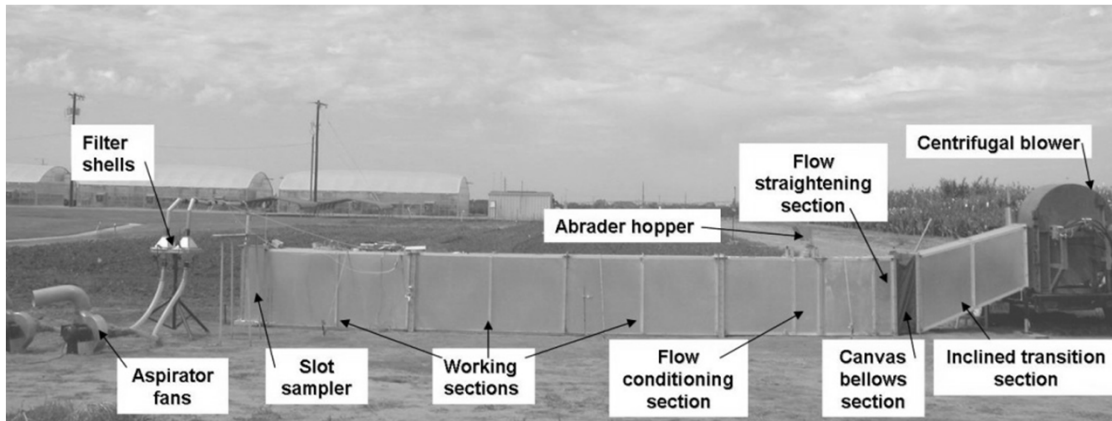 Filter
shells
Flow
straightening
section
Centrifugal blower
Abrader hopper
Aspirator
fans
Slot
sampler
Working
sections
Flow
conditioning
section
Canvas
bellows
section
Inclined transition
section